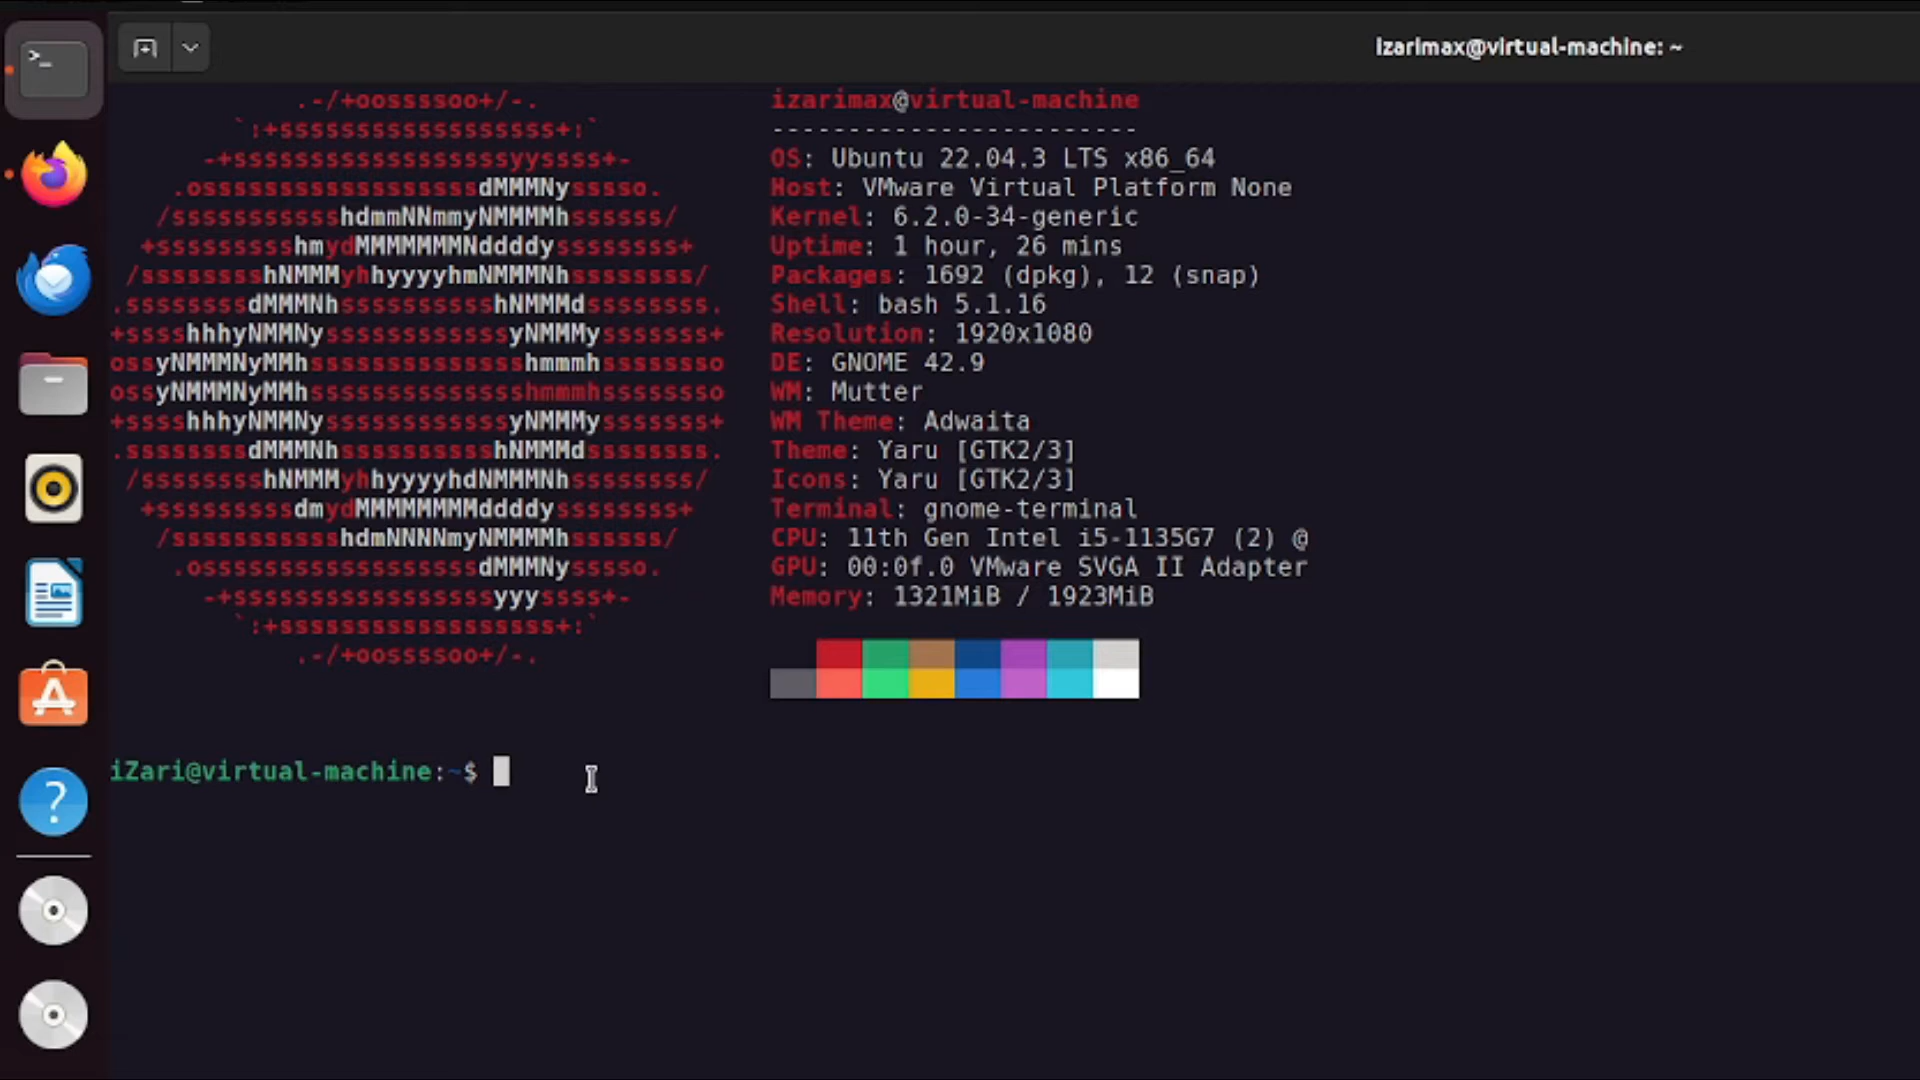 izarimax@virtual-machine: ~
.-/+oossssoo+/-.
`:+ssssssssssssssssss+:`
-+ssssssssssssssssssyyssss+-
.ossssssssssssssssssdMMMNysssso.
/ssssssssssshdmmNNmmyNMMMMhssssss/
+ssssssssshmydMMMMMMMNddddyssssssss+
/sssssssshNMMMyhhyyyyhmNMMMNhssssssss/
.ssssssssdMMMNhsssssssssshNMMMdssssssss.
+sssshhhyNMMNyssssssssssssyNMMMysssssss+
ossyNMMMNyMMhsssssssssssssshmmmhssssssso
ossyNMMMNyMMhsssssssssssssshmmmhssssssso
+sssshhhyNMMNyssssssssssssyNMMMysssssss+
.ssssssssdMMMNhsssssssssshNMMMdssssssss.
/sssssssshNMMMyhhyyyyhdNMMMNhssssssss/
+sssssssssdmydMMMMMMMMddddyssssssss+
/ssssssssssshdmNNNNmyNMMMMhssssss/
.ossssssssssssssssssdMMMNysssso.
-+sssssssssssssssssyyyssss+-
`:+ssssssssssssssssss+:`
.-/+oossssoo+/-.
izarimax@virtual-machine
------------------------
OS: Ubuntu 22.04.3 LTS x86_64
Host: VMware Virtual Platform None
Kernel: 6.2.0-34-generic
Uptime: 1 hour, 26 mins
Packages: 1692 (dpkg), 12 (snap)
Shell: bash 5.1.16
Resolution: 1920x1080
DE: GNOME 42.9
WM: Mutter
WM Theme: Adwaita
Theme: Yaru [GTK2/3]
Icons: Yaru [GTK2/3]
Terminal: gnome-terminal
CPU: 11th Gen Intel i5-1135G7 (2) @
GPU: 00:0f.0 VMware SVGA II Adapter
Memory: 1321MiB / 1923MiB
iZari@virtual-machine:~$